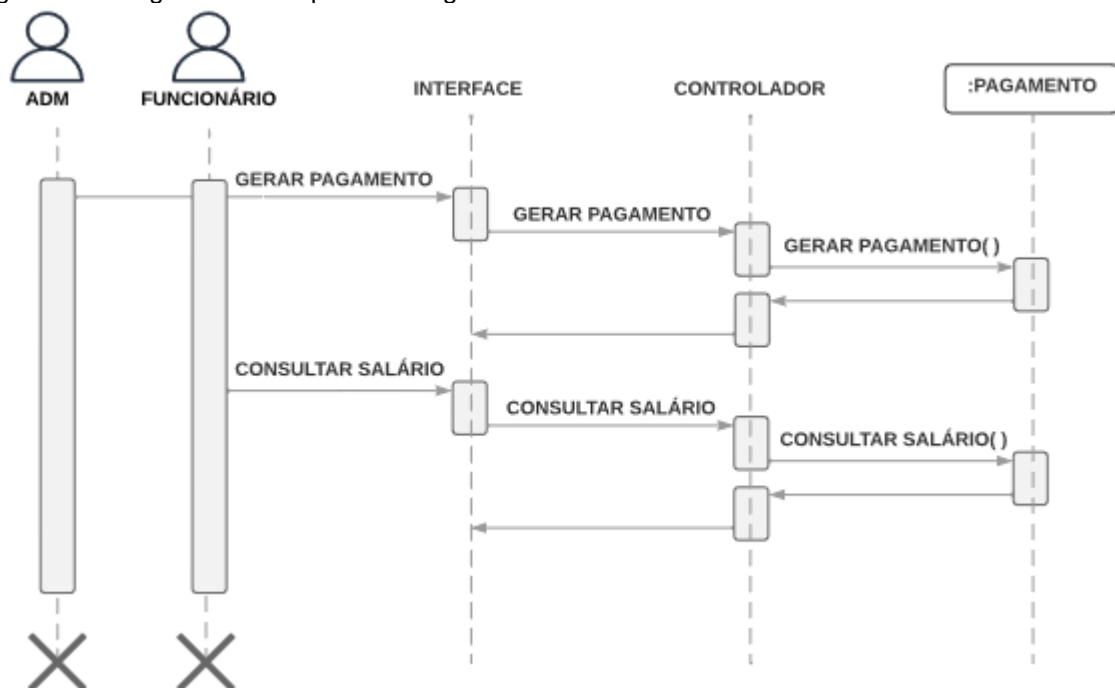 ADM
FUNCIONÁRIO
INTERFACE
CONTROLADOR
:PAGAMENTO
GERAR PAGAMENTO
GERAR PAGAMENTO
GERAR PAGAMENTO( )
CONSULTAR SALÁRIO
CONSULTAR SALÁRIO
CONSULTAR SALÁRIO( )